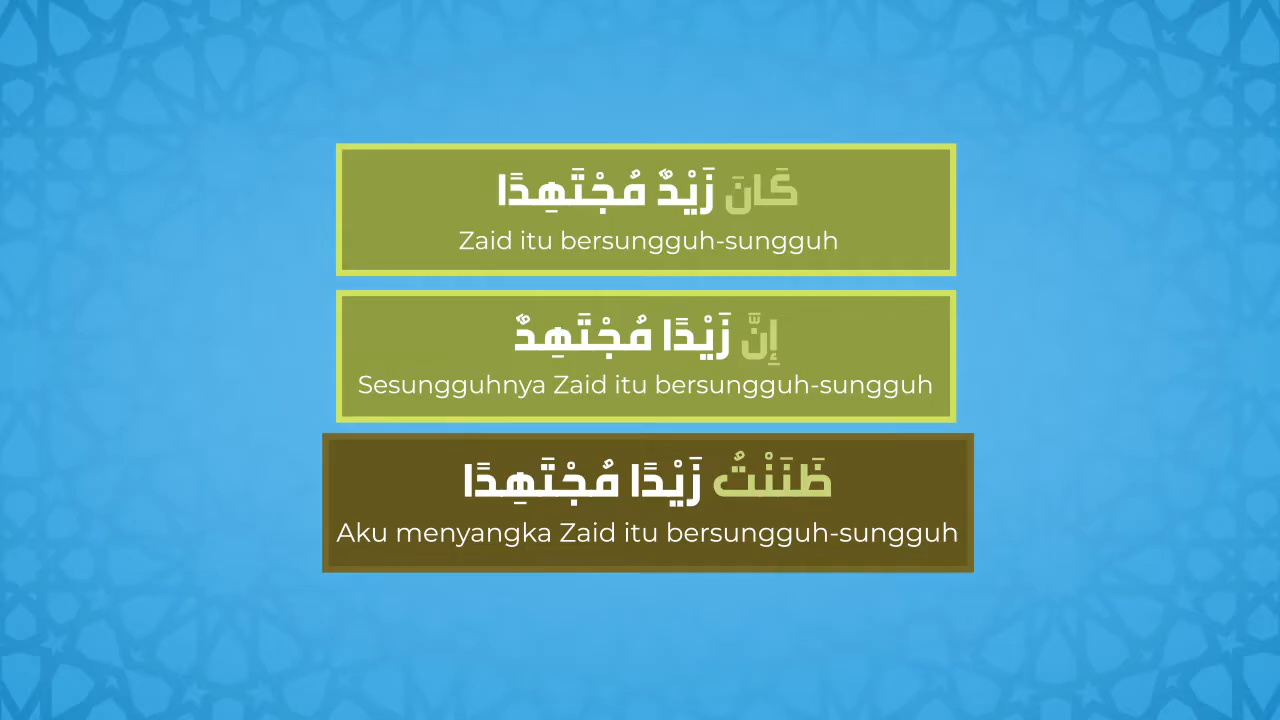 كَانَ زَيْدٌ مُجْتَهِدًا
Zaid itu bersungguh-sungguh
إِنَّ زَيْدًا مُجْتَهِدٌ
Sesungguhnya Zaid itu bersungguh-sungguh
ظَنَنْتُ زَيْدًا مُجْتَهِدًا
Aku menyangka Zaid itu bersungguh-sungguh